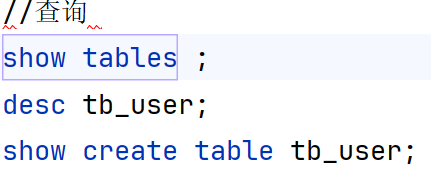 //查询
show tables ;
desc tb_user;
show create table tb_user;